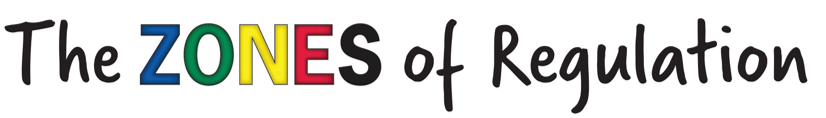 The ZONES of Regulation